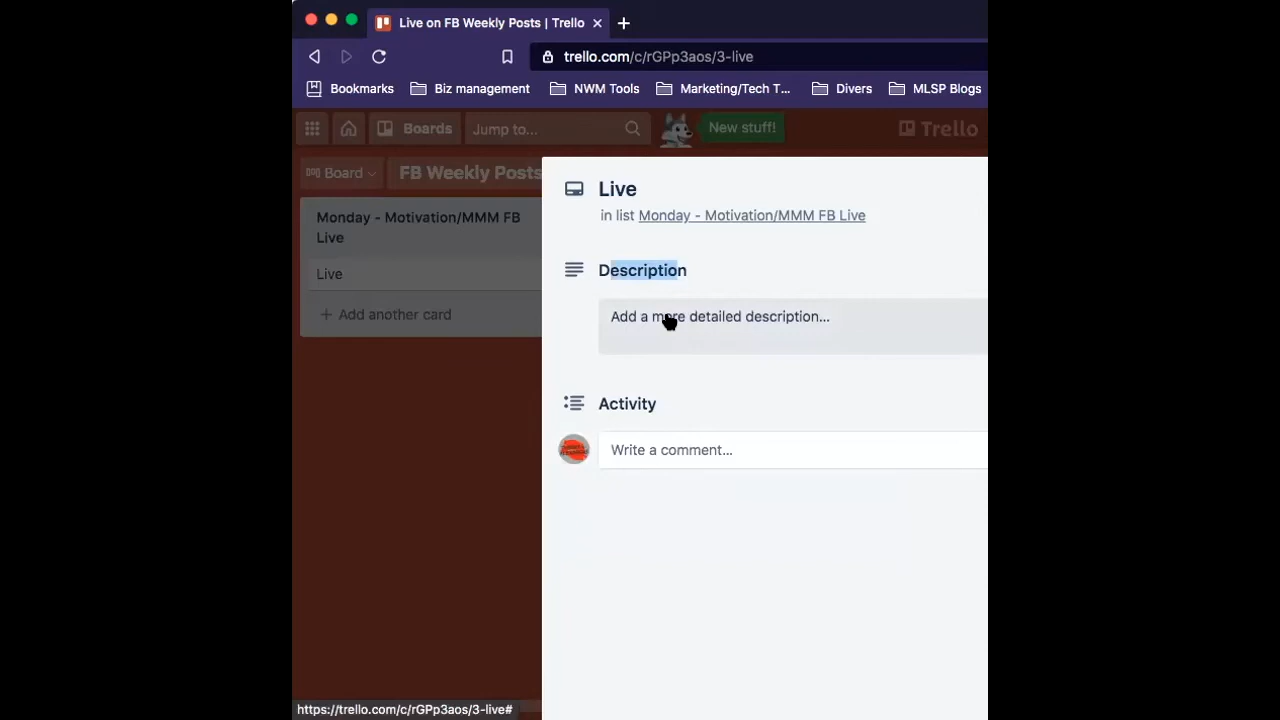 Live on FB Weekly Posts | Trello
trello.com/c/rGPp3aos/3-live
Bookmarks Biz management NWM Tools Marketing/Tech T... Divers MLSP Blogs
Boards Jump to... New stuff! Trello
Board FB Weekly Posts
Monday - Motivation/MMM FB
Live
Live
+ Add another card
Live
in list Monday - Motivation/MMM FB Live
Description
Add a more detailed description...
Activity
Write a comment...
https://trello.com/c/rGPp3aos/3-live#